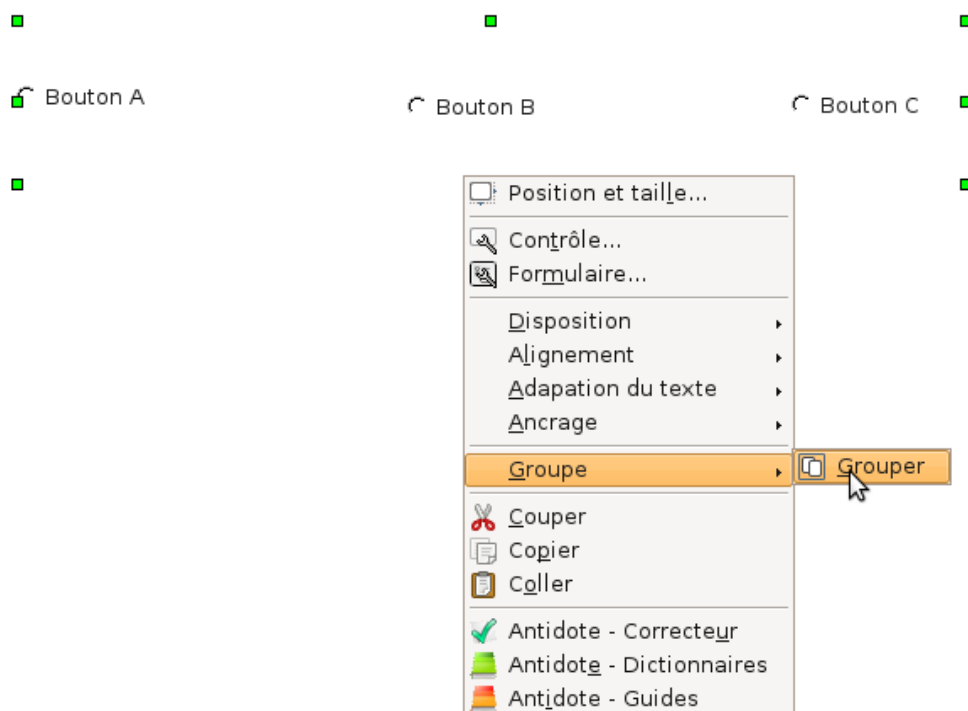 Bouton A
Bouton B
Bouton C
Position et taille...
Contrôle...
Formulaire...
Disposition
Alignement
Adapation du texte
Ancrage
Groupe
Grouper
Couper
Copier
Coller
Antidote - Correcteur
Antidote - Dictionnaires
Antidote - Guides